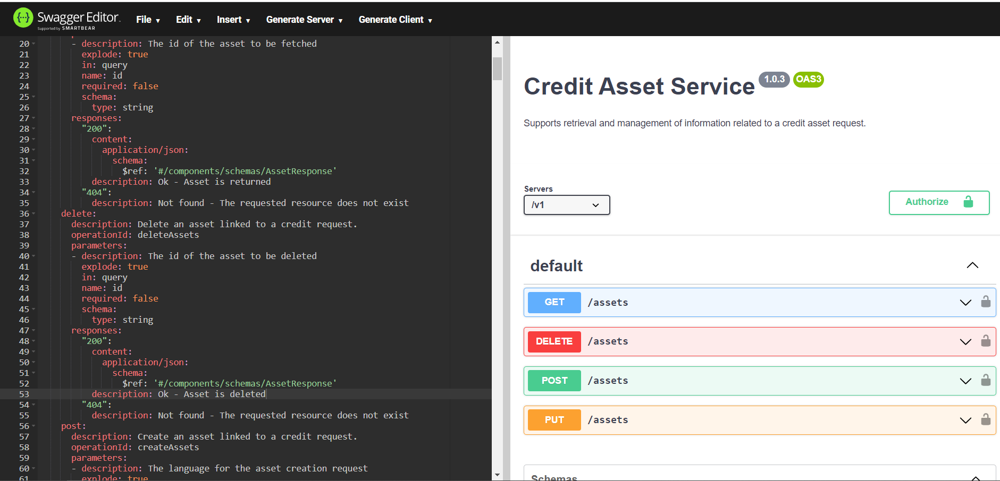 Swagger Editor.
Supported by SMARTBEAR
File
Edit
Insert
Generate Server
Generate Client
20 - description: The id of the asset to be fetched
21 explode: true
22 in: query
23 name: id
24 required: false
25 schema:
26 type: string
27 responses:
28 "200":
29 content:
30 application/json:
31 schema:
32 $ref: '#/components/schemas/AssetResponse'
33 description: Ok - Asset is returned
34 "404":
35 description: Not found - The requested resource does not exist
36 delete:
37 description: Delete an asset linked to a credit request.
38 operationId: deleteAssets
39 parameters:
40 - description: The id of the asset to be deleted
41 explode: true
42 in: query
43 name: id
44 required: false
45 schema:
46 type: string
47 responses:
48 "200":
49 content:
50 application/json:
51 schema:
52 $ref: '#/components/schemas/AssetResponse'
53 description: Ok - Asset is deleted
54 "404":
55 description: Not found - The requested resource does not exist
56 post:
57 description: Create an asset linked to a credit request.
58 operationId: createAssets
59 parameters:
60 - description: The language for the asset creation request
61 explode: true
Credit Asset Service 1.0.3 OAS3
Supports retrieval and management of information related to a credit asset request.
Servers
/v1
Authorize
default
GET /assets
DELETE /assets
POST /assets
PUT /assets
Schemas